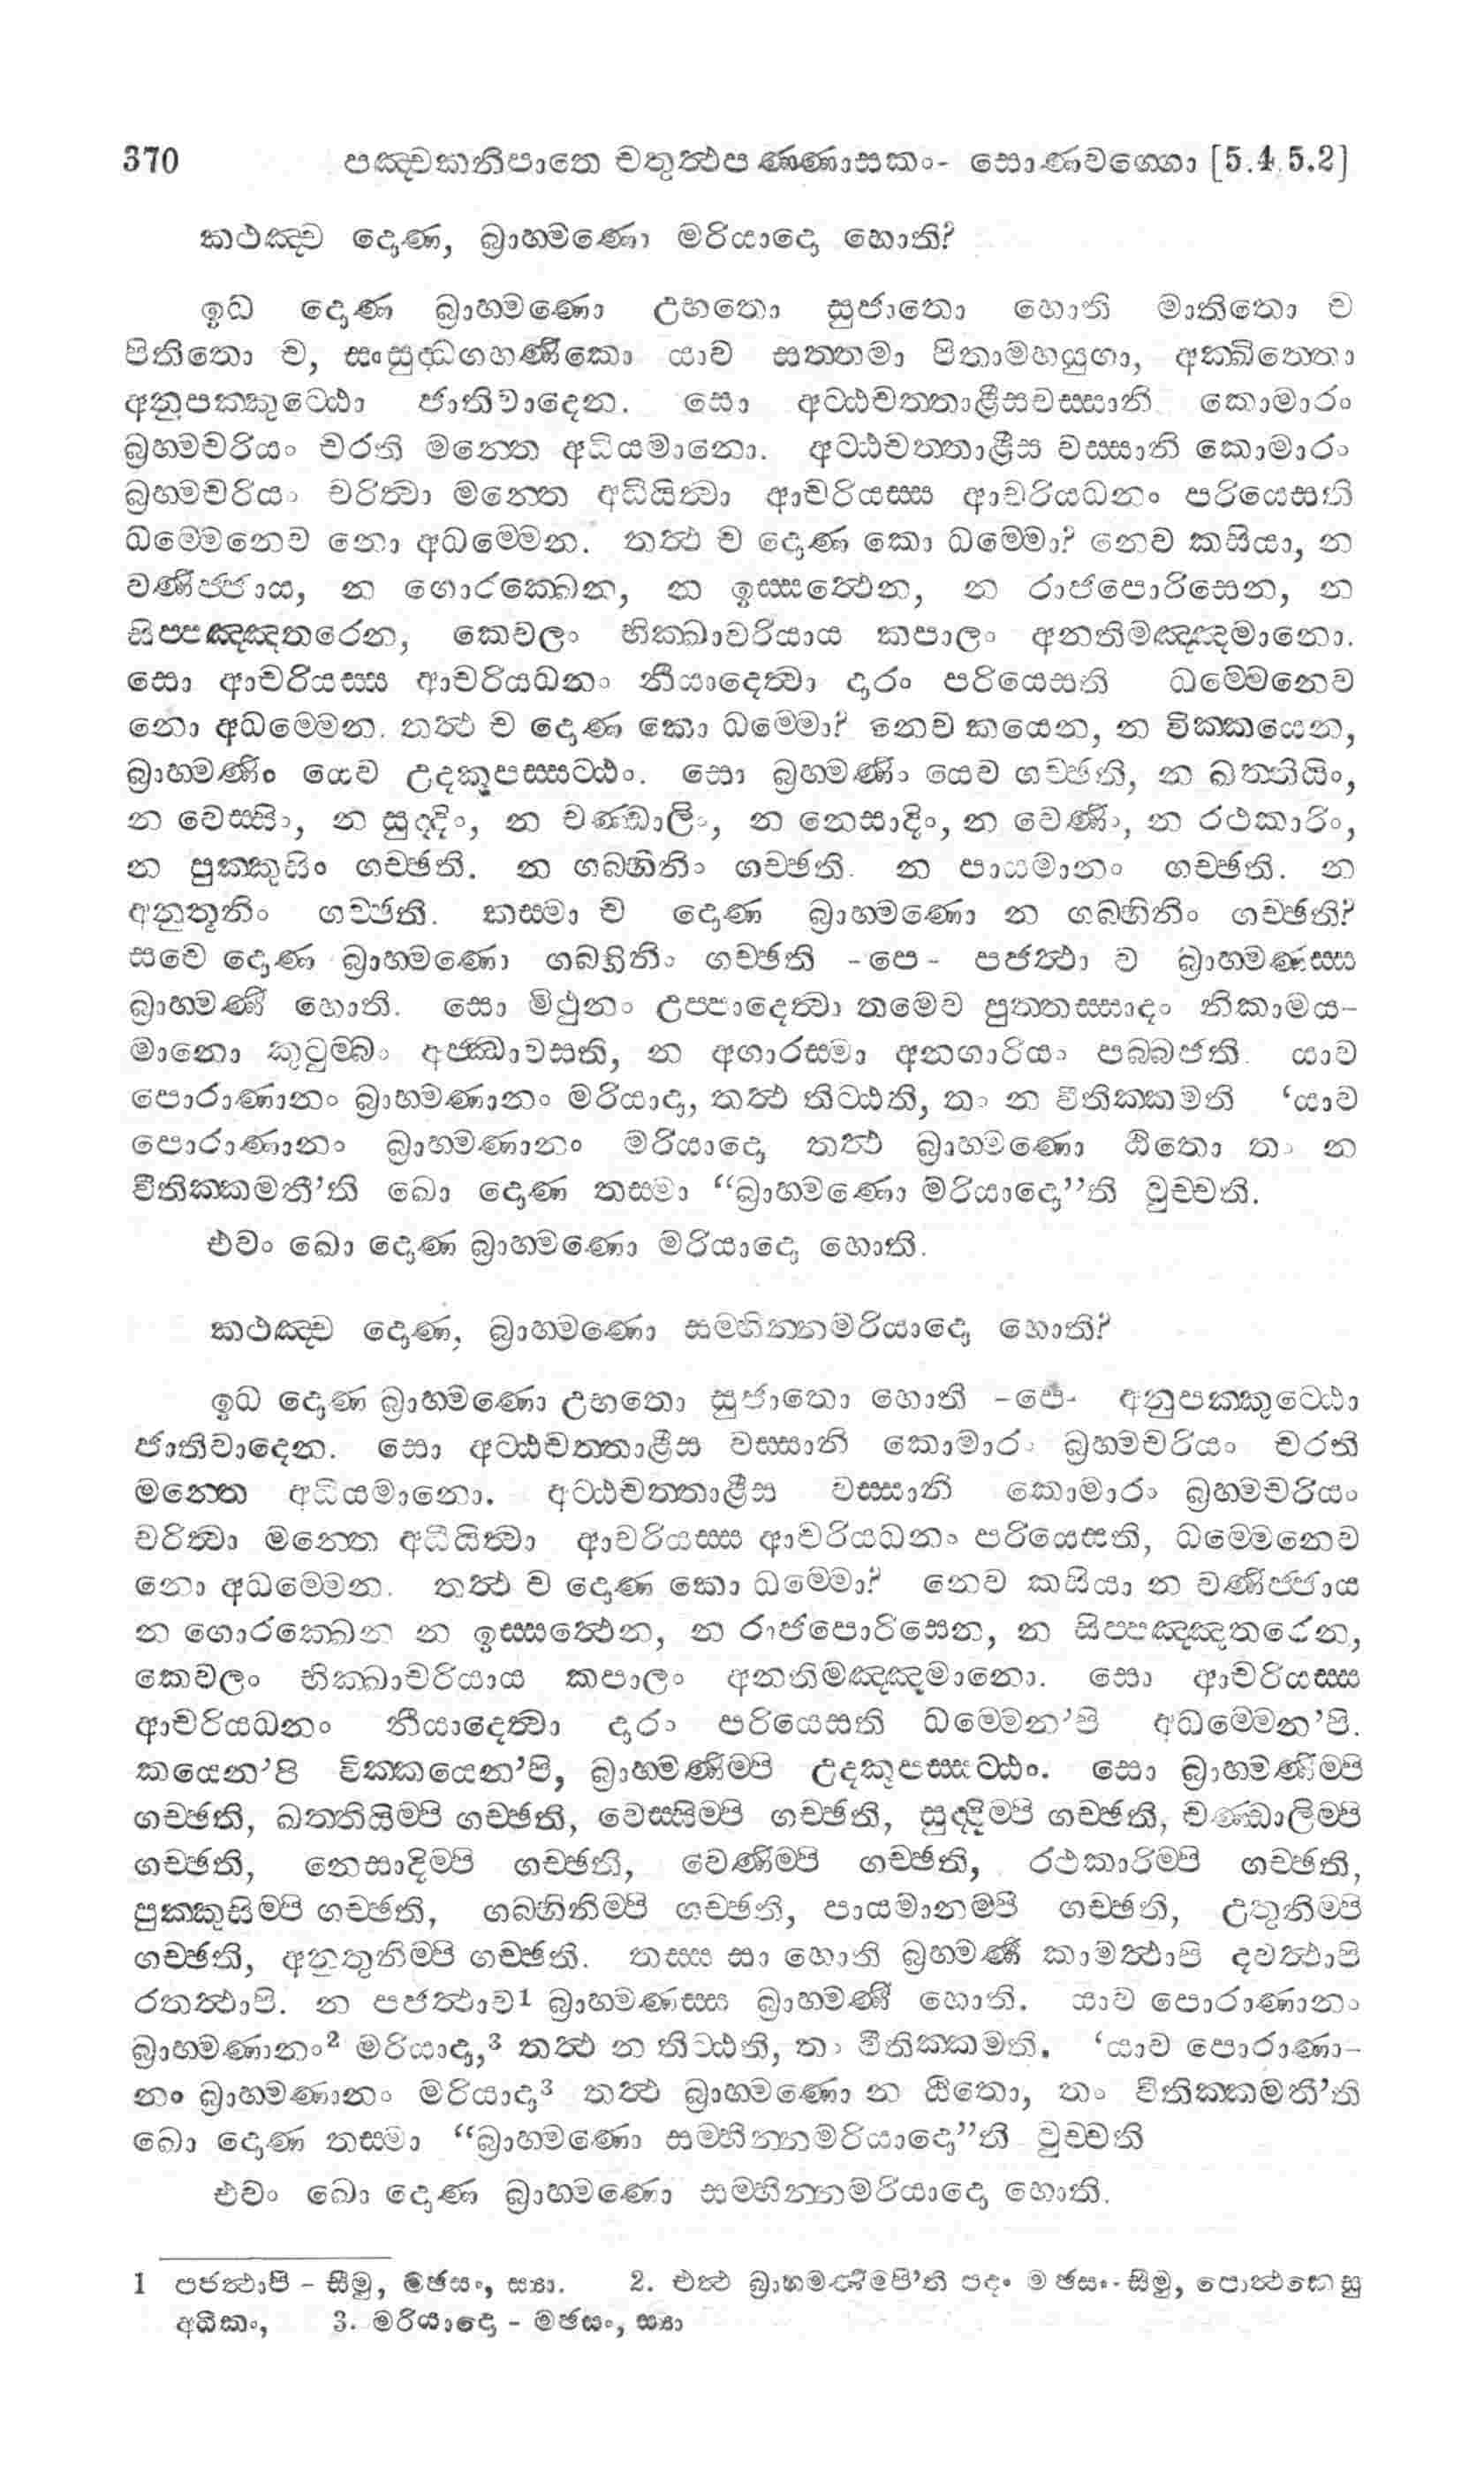 370 පඤ්චකනිපාතෙ චතුත්ථපණ්ණාසකං- සොණවග්ගො [5.4.5.2]
කථඤ්ච දොණ, බ්‍රාහ්මණො මරියාදො හොති?
ඉධ දොණ බ්‍රාහ්මණො උභතො සුජාතො හොති මාතිතො ච
පිතිතො ච, සංසුද්ධගහණිකො යාව සත්තමා පිතාමහයුගා, අක්ඛිත්තො
අනුපක්කුට්ඨො ජාතිවාදෙන. සො අට්ඨචත්තාළීසවස්සානි කොමාරං
බ්‍රහ්මචරියං චරති මන්තෙ අධියමානො. අට්ඨචත්තාළීස වස්සානි කොමාරං
බ්‍රහ්මචරියං චරිත්වා මන්තෙ අධීයිත්වා ආචරියස්ස ආචරියධනං පරියෙසති
ධම්මෙනෙව නො අධම්මෙන. තත්ථ ච දොණ කො ධම්මො? නෙව කසියා, න
වණිජ්ජාය, න ගොරක්ඛෙන, න ඉස්සත්ථෙන, න රාජපොරිසෙන, න
සිප්පඤ්ඤතරෙන, කෙවලං භික්ඛාචරියාය කපාලං අනතිමඤ්ඤමානො.
සො ආචරියස්ස ආචරියධනං නීයාදෙත්වා දාරං පරියෙසති ධම්මෙනෙව
නො අධම්මෙන. තත්ථ ච දොණ කො ධම්මො? නෙව කයෙන, න වික්කයෙන,
බ්‍රාහ්මණිං යෙව උදකූපස්සට්ඨං. සො බ්‍රහ්මණිං යෙව ගච්ඡති, න ඛත්තියිං,
න වෙස්සිං, න සුද්දිං, න චණ්ඩාලිං, න නෙසාදිං, න වෙණිං, න රථකාරිං,
න පුක්කුසිං ගච්ඡති. න ගබ්භිනිං ගච්ඡති. න පායමානං ගච්ඡති. න
අනුතූනිං ගච්ඡති. කස්මා ච දොණ බ්‍රාහ්මණො න ගබ්භිනිං ගච්ඡති?
සචෙ දොණ බ්‍රාහ්මණො ගබ්භිනිං ගච්ඡති -පෙ- පජත්ථා ව බ්‍රාහ්මණස්ස
බ්‍රාහ්මණී හොති. සො මිථුනං උප්පාදෙත්වා තමෙව පුත්තස්සාදං නිකාමය-
මානො කුටුම්බං අජ්ඣාවසති, න අගාරස්මා අනගාරියං පබ්බජති. යාව
පොරාණානං බ්‍රාහ්මණානං මරියාදා, තත්ථ තිට්ඨති, තං න වීතික්කමති ‘යාව
පොරාණානං බ්‍රාහ්මණානං මරියාදො තත්ථ බ්‍රාහ්මණො ඨිතො තං න
වීතික්කමතී’ති ඛො දොණ තස්මා “බ්‍රාහ්මණො මරියාදො”ති වුච්චති.
එවං ඛො දොණ බ්‍රාහ්මණො මරියාදො හොති.
කථඤ්ච දොණ, බ්‍රාහ්මණො සම්භින්නමරියාදො හොති?
ඉධ දොණ බ්‍රාහ්මණො උභතො සුජාතො හොති -පෙ- අනුපක්කුට්ඨො
ජාතිවාදෙන. සො අට්ඨචත්තාළීස වස්සානි කොමාරං බ්‍රහ්මචරියං චරති
මන්තෙ අධියමානො. අට්ඨචත්තාළීස වස්සානි කොමාරං බ්‍රහ්මචරියං
චරිත්වා මන්තෙ අධීයිත්වා ආචරියස්ස ආචරියධනං පරියෙසති, ධම්මෙනෙව
නො අධම්මෙන. තත්ථ ච දොණ කො ධම්මො? නෙව කසියා න වණිජ්ජාය
න ගොරක්ඛෙන න ඉස්සත්ථෙන, න රාජපොරිසෙන, න සිප්පඤ්ඤතරෙන,
කෙවලං භික්ඛාචරියාය කපාලං අනතිමඤ්ඤමානො. සො ආචරියස්ස
ආචරියධනං නීයාදෙත්වා දාරං පරියෙසති ධම්මෙන’පි අධම්මෙන’පි.
කයෙන’පි වික්කයෙන’පි, බ්‍රාහ්මණිම්පි උදකූපස්සට්ඨං. සො බ්‍රාහ්මණිම්පි
ගච්ඡති, ඛත්තියිම්පි ගච්ඡති, වෙස්සිම්පි ගච්ඡති, සුද්දිම්පි ගච්ඡති, චණ්ඩාලිම්පි
ගච්ඡති, නෙසාදිම්පි ගච්ඡති, වෙණිම්පි ගච්ඡති, රථකාරිම්පි ගච්ඡති,
පුක්කුසිම්පි ගච්ඡති, ගබ්භිනිම්පි ගච්ඡති, පායමානම්පි ගච්ඡති, උතුනිම්පි
ගච්ඡති, අනුතුනිම්පි ගච්ඡති. තස්ස සා හොති බ්‍රහ්මණී කාමත්ථාපි දවත්ථාපි
රතත්ථාපි. න පජත්ථාව1 බ්‍රාහ්මණස්ස බ්‍රාහ්මණී හොති. යාව පොරාණානං
බ්‍රාහ්මණානං2 මරියාදා,3 තත්ථ න තිට්ඨති, තං වීතික්කමති. ‘යාව පොරාණා-
නං බ්‍රාහ්මණානං මරියාදා3 තත්ථ බ්‍රාහ්මණො න ඨිතො, තං වීතික්කමතී’ති
ඛො දොණ තස්මා “බ්‍රාහ්මණො සම්භින්නමරියාදො”ති වුච්චති
එවං ඛො දොණ බ්‍රාහ්මණො සම්භින්නමරියාදො හොති.
1 පජත්ථාපි - සීමු, මඡසං, ස්‍යා. 2. එත්ථ බ්‍රාහ්මණිම්පි’ති පදං මඡසං-සීමු, පොත්ථකෙසු
අධිකං, 3. මරියාදො - මඡසං, ස්‍යා